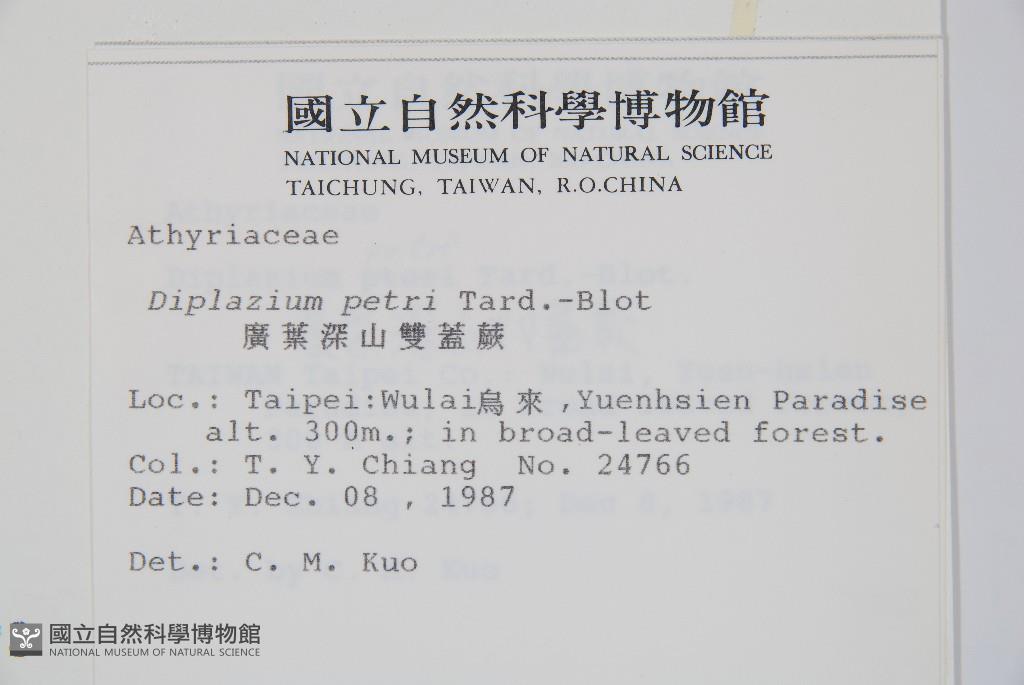 國立自然科學博物館
NATIONAL MUSEUM OF NATURAL SCIENCE
TAICHUNG, TAIWAN, R.O.CHINA
Athyriaceae
Diplazium petri Tard.-Blot
廣葉深山雙蓋蕨
Loc.: Taipei:Wulai烏來,Yuenhsien Paradise
alt. 300m.; in broad-leaved forest.
Col.: T. Y. Chiang No. 24766
Date: Dec. 08 , 1987
Det.: C. M. Kuo
國立自然科學博物館
NATIONAL MUSEUM OF NATURAL SCIENCE